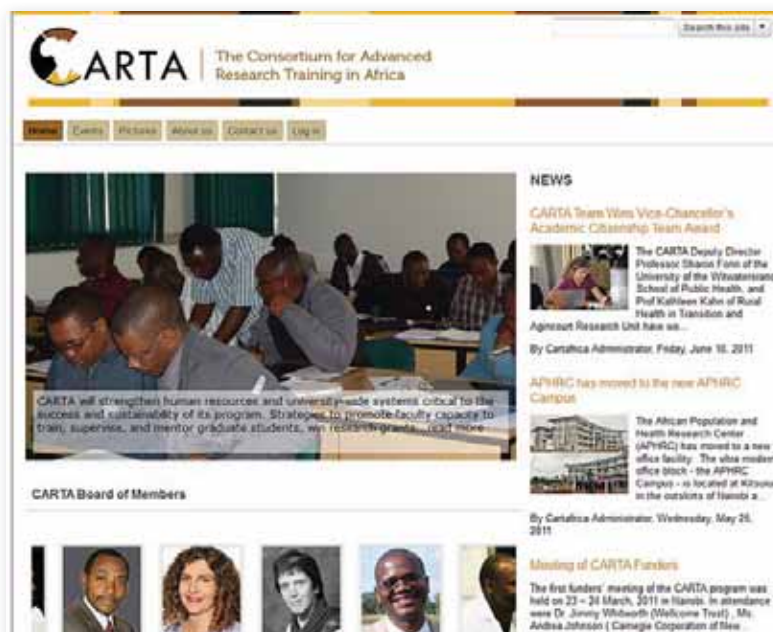 Search this site
CARTA
The Consortium for Advanced
Research Training in Africa
Home Events Pictures About us Contact us Log in
CARTA will strengthen human resources and university-wide systems critical to the
success and sustainability of its program. Strategies to promote faculty capacity to
train, supervise, and mentor graduate students, win research grants... read more
CARTA Board of Members
NEWS
CARTA Team Wins Vice-Chancellor's
Academic Citizenship Team Award
The CARTA Deputy Director
Professor Sharon Fonn of the
University of the Witwatersrand
School of Public Health, and
Prof Kathleen Kahn of Rural
Health in Transition and
Agincourt Research Unit have wo...
By Cartafrica Administrator, Friday, June 10, 2011
APHRC has moved to the new APHRC
Campus
The African Population and
Health Research Center
(APHRC) has moved to a new
office facility. The ultra modern
office block - the APHRC
Campus - is located at Kitisuru
in the outskirts of Nairobi a...
By Cartafrica Administrator, Wednesday, May 25,
2011
Meeting of CARTA Funders
The first funders' meeting of the CARTA program was
held on 23 – 24 March, 2011 in Nairobi. In attendance
were Dr. Jimmy Whitworth (Wellcome Trust) , Ms.
Andrea Johnson ( Carnegie Corporation of New